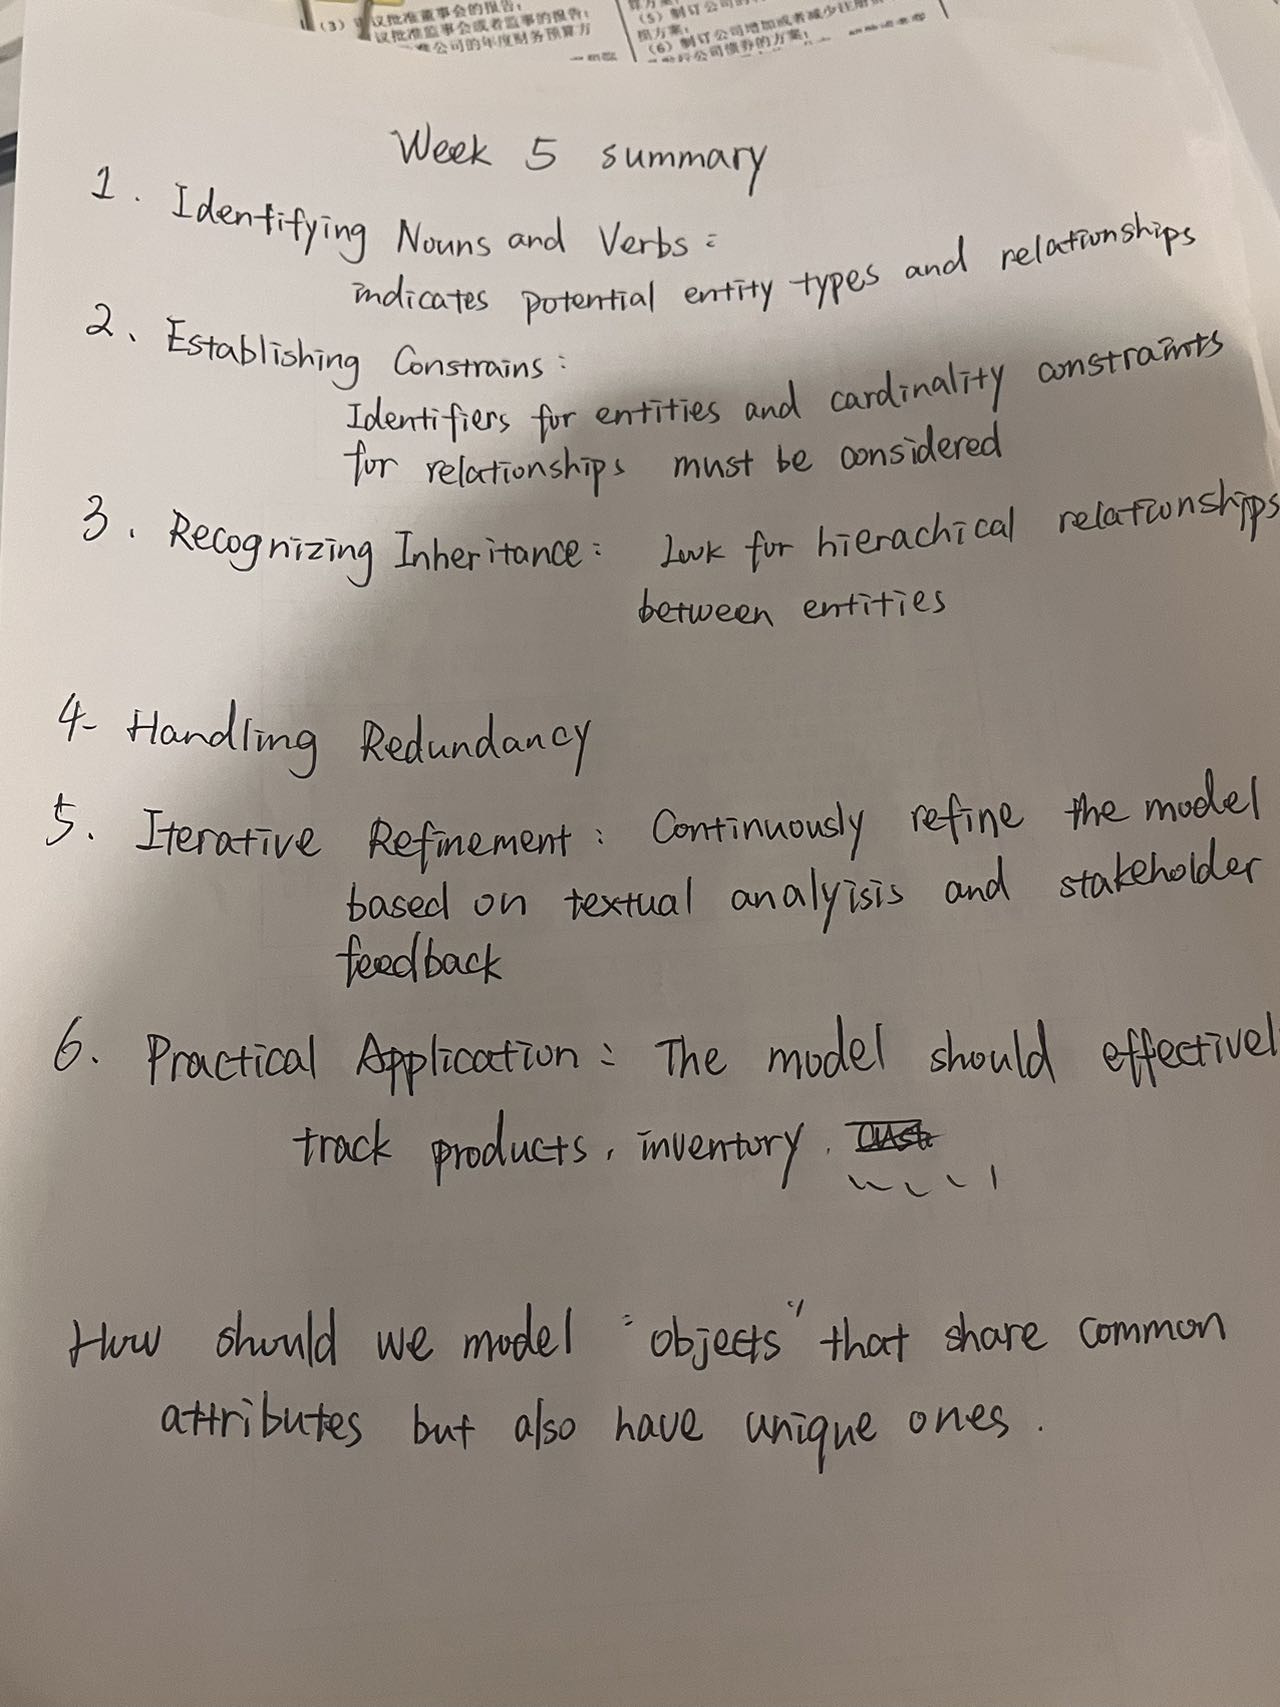 (3)
议批准董事会的报告;
议批准监事会或者监事的报告;
公司的年度财务预算方
(5) 制订公司的
损方案;
(6) 制订公司增加或者减少注册
发行公司债券的方案;
Week 5 summary
1. Identifying Nouns and Verbs:
indicates potential entity types and relationships
2、Establishing Constrains:
Identifiers for entities and cardinality constraints
for relationships must be considered
3. Recognizing Inheritance: Look for hierachical relationships
between entities
4- Handling Redundancy
5. Iterative Refinement: Continuously refine the model
based on textual analyisis and stakeholder
feedback
6. Practical Application: The model should effectivel
track products, inventory.
How should we model "objects" that share common
attributes but also have unique ones.